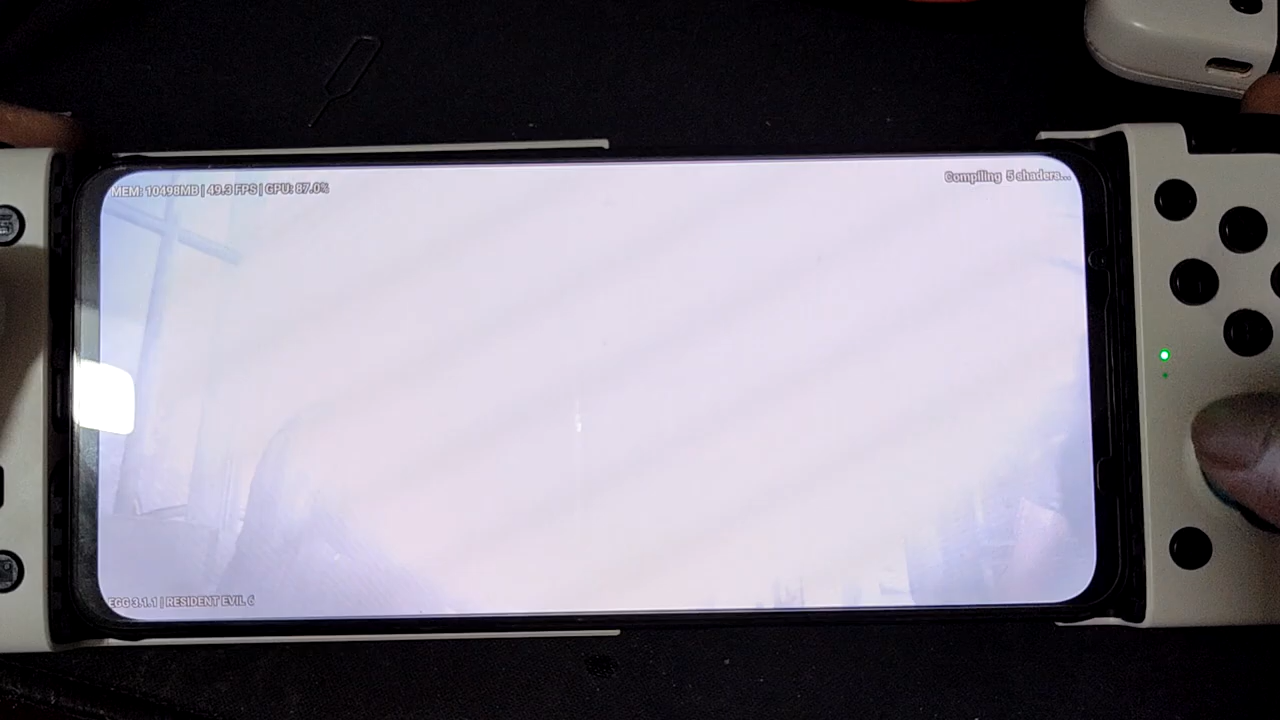 MEM: 10498MB | 49.3 FPS | GPU: 87.0%
Compiling 5 shaders...
EGG 3.1.1 | RESIDENT EVIL 6